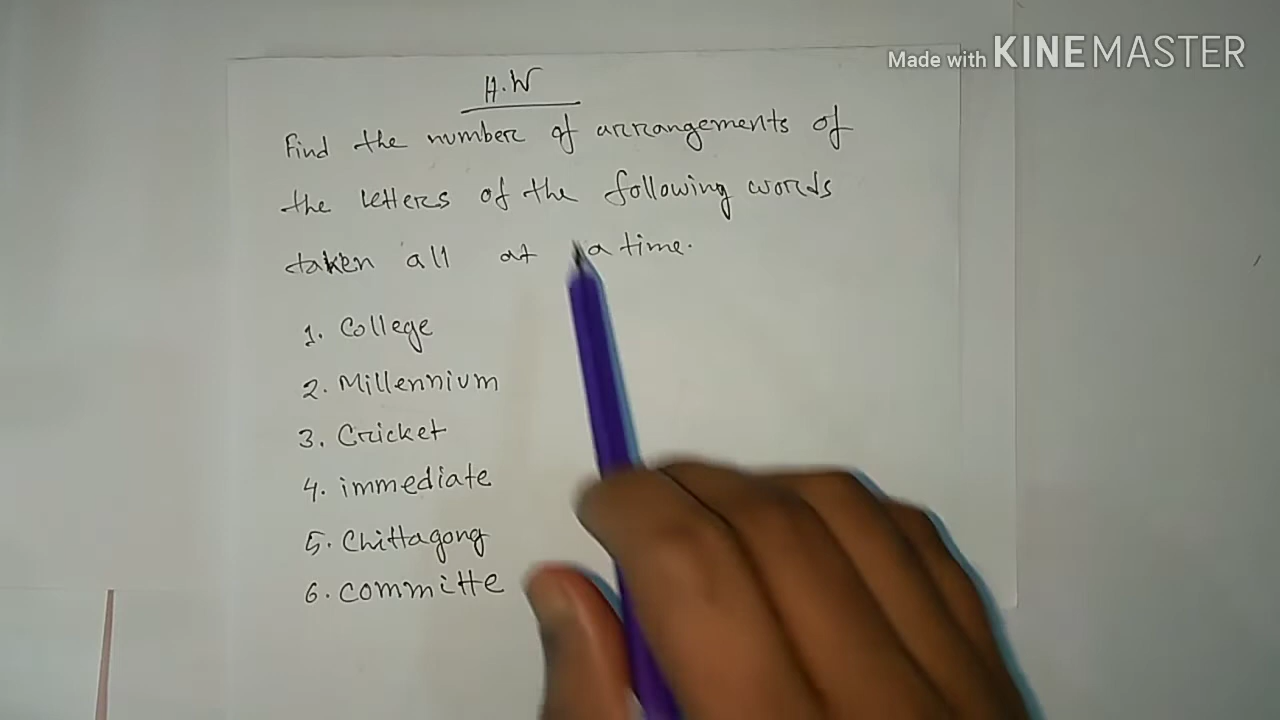 Made with KINEMASTER
H.W
Find the number of arrangements of
the letters of the following words
taken all at a time.
1. College
2. Millennium
3. Cricket
4. immediate
5. Chittagong
6. committe